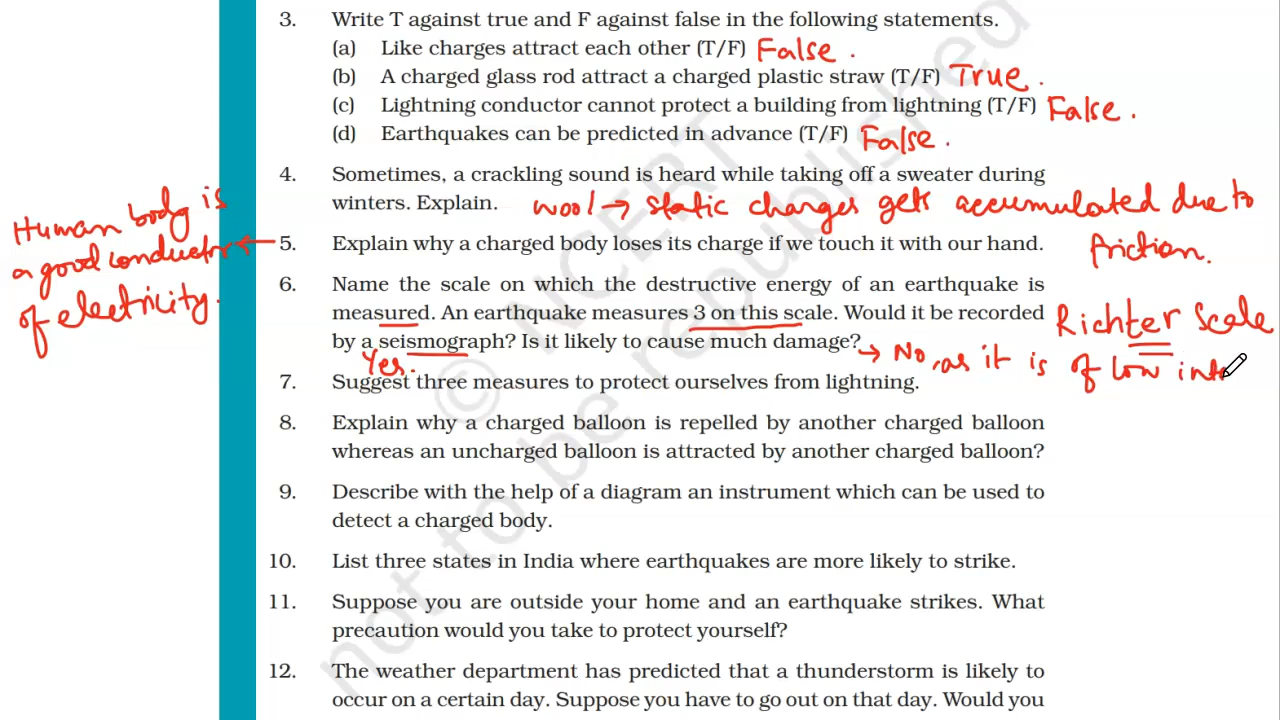 3. Write T against true and F against false in the following statements.
(a) Like charges attract each other (T/F) False.
(b) A charged glass rod attract a charged plastic straw (T/F) True.
(c) Lightning conductor cannot protect a building from lightning (T/F) False.
(d) Earthquakes can be predicted in advance (T/F) False.
4. Sometimes, a crackling sound is heard while taking off a sweater during
winters. Explain. wool → static charges gets accumulated due to
friction.
Human body is
a good conductor
of electricity.
5. Explain why a charged body loses its charge if we touch it with our hand.
6. Name the scale on which the destructive energy of an earthquake is
measured. An earthquake measures 3 on this scale. Would it be recorded
by a seismograph? Is it likely to cause much damage?
Richter Scale
Yes.
→ No, as it is of low inte
7. Suggest three measures to protect ourselves from lightning.
8. Explain why a charged balloon is repelled by another charged balloon
whereas an uncharged balloon is attracted by another charged balloon?
9. Describe with the help of a diagram an instrument which can be used to
detect a charged body.
10. List three states in India where earthquakes are more likely to strike.
11. Suppose you are outside your home and an earthquake strikes. What
precaution would you take to protect yourself?
12. The weather department has predicted that a thunderstorm is likely to
occur on a certain day. Suppose you have to go out on that day. Would you
© NCERT
not to be republished